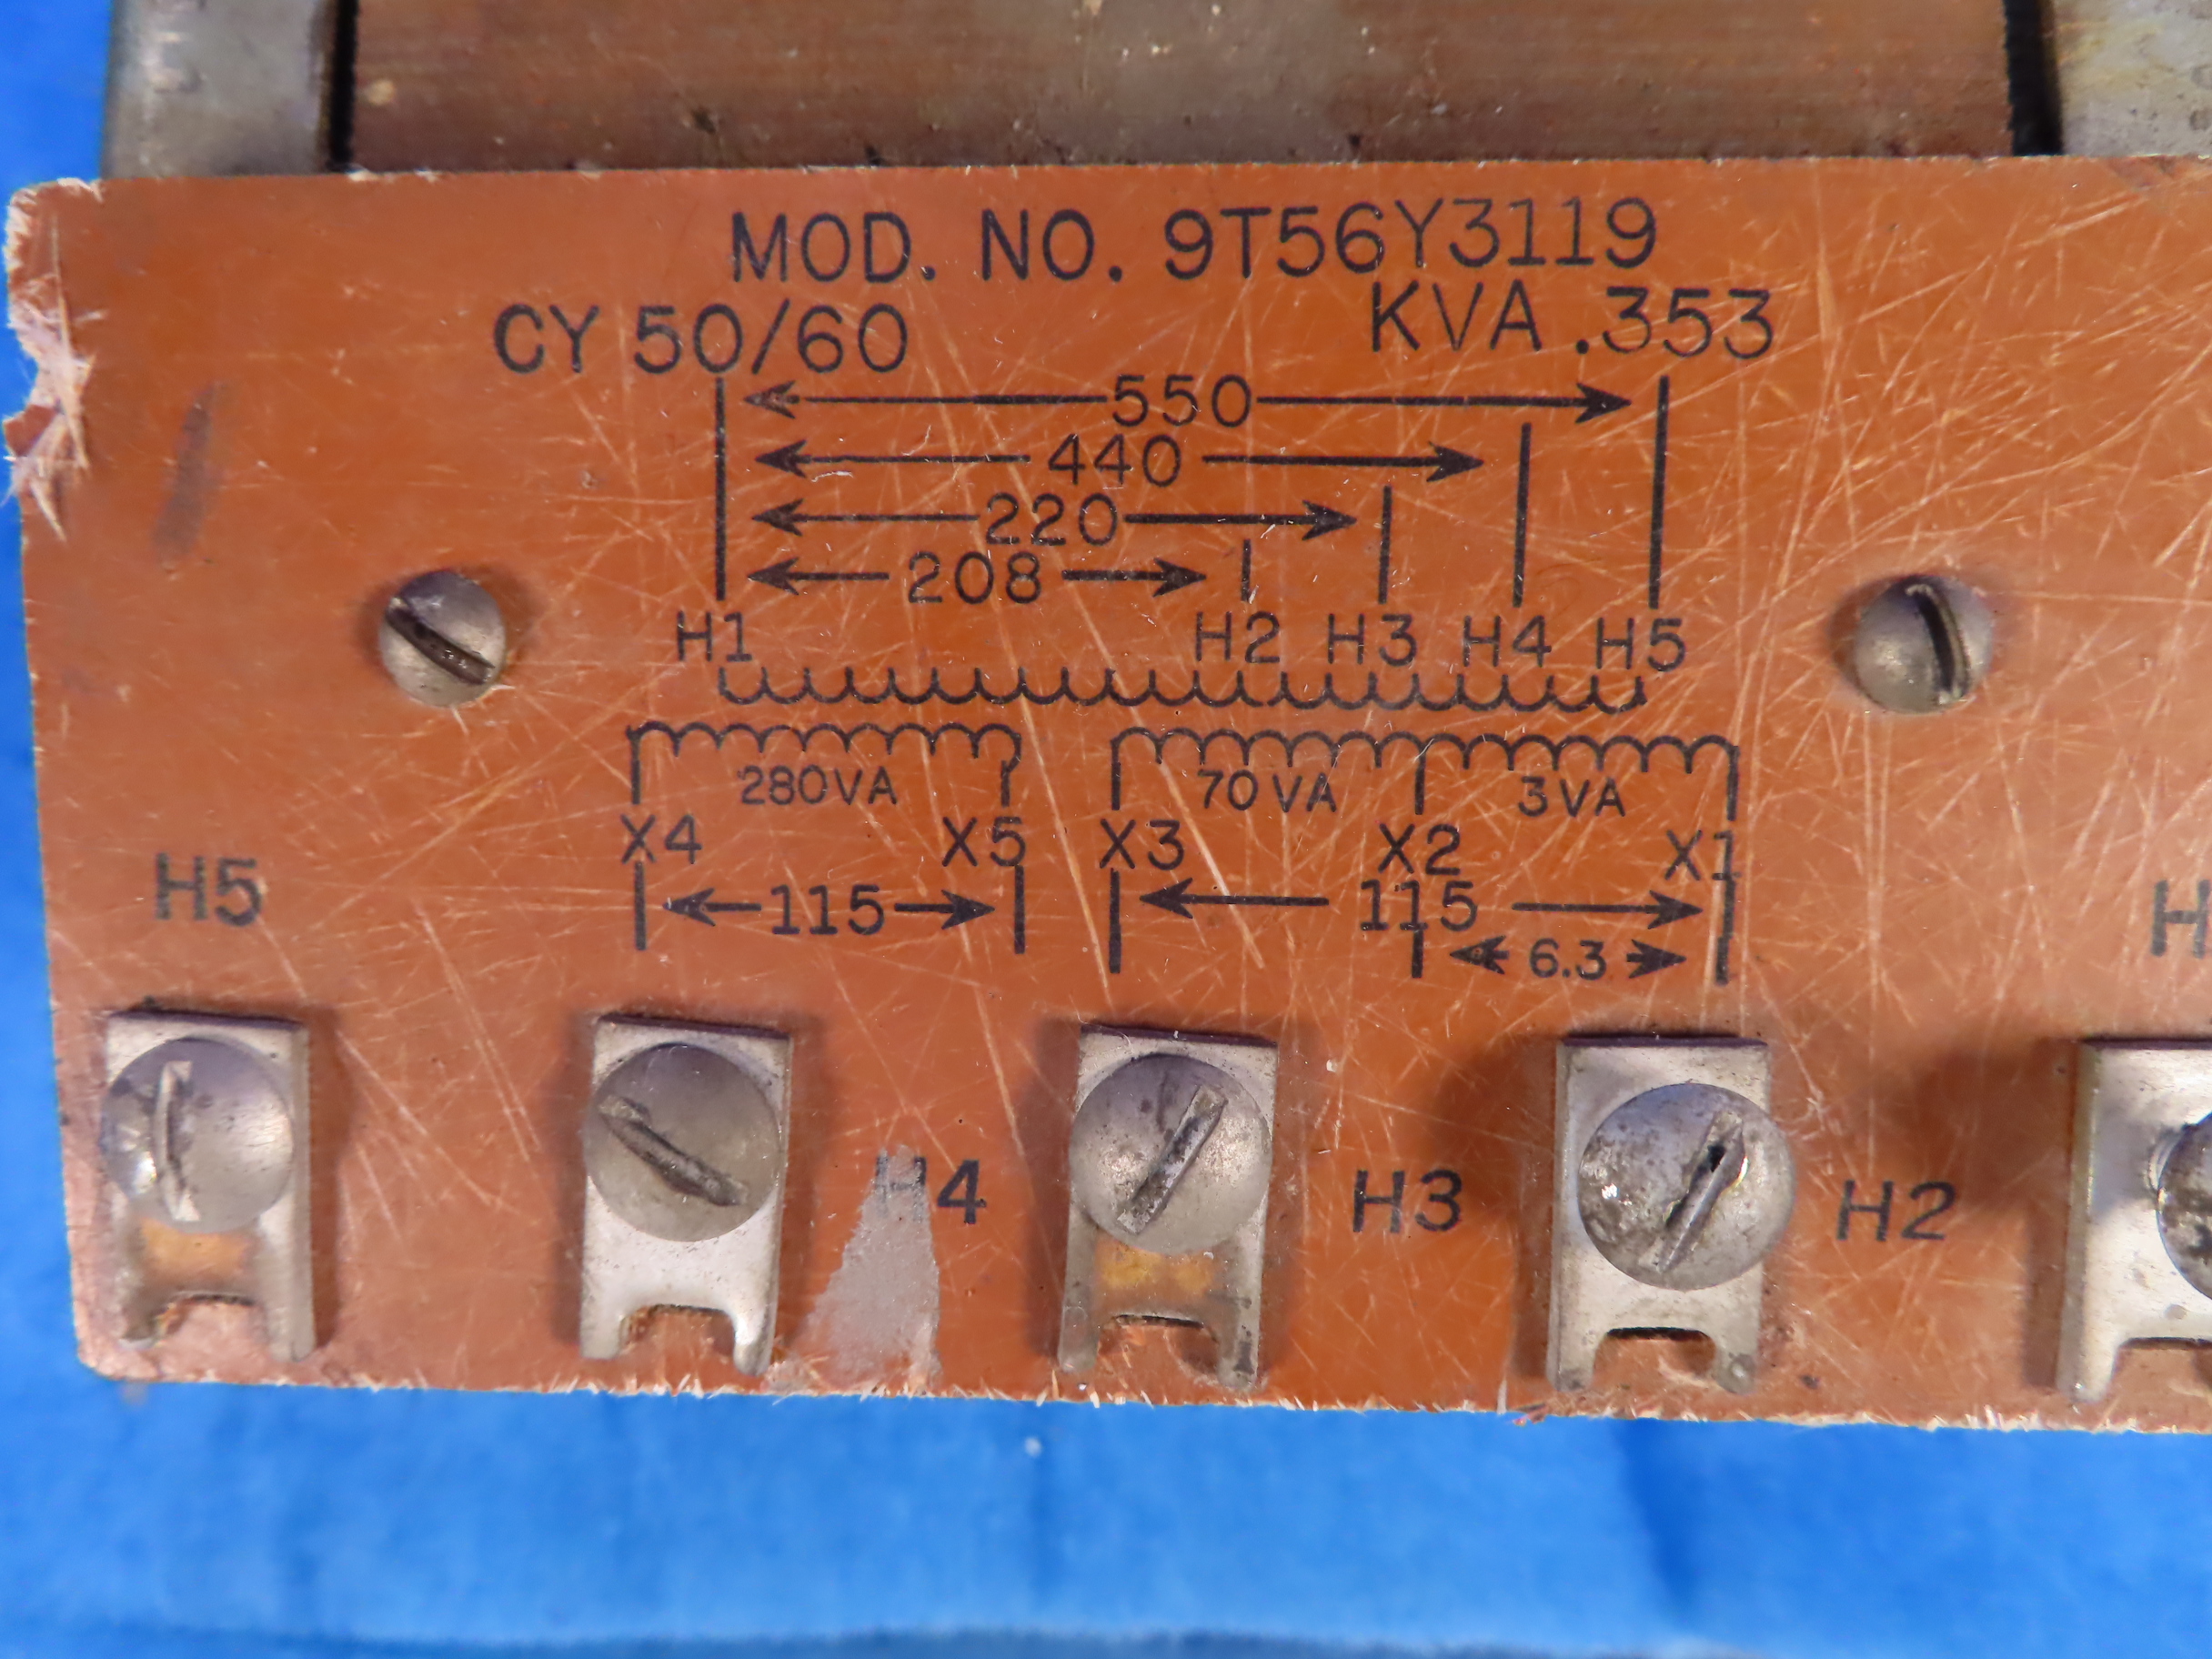 MOD. NO. 9T56Y3119
CY 50/60 KVA .353
550
440
220
208
H1 H2 H3 H4 H5
280VA 70VA 3VA
X4 X5 X3 X2 X1
115 115
6.3
H5 H
H4 H3 H2